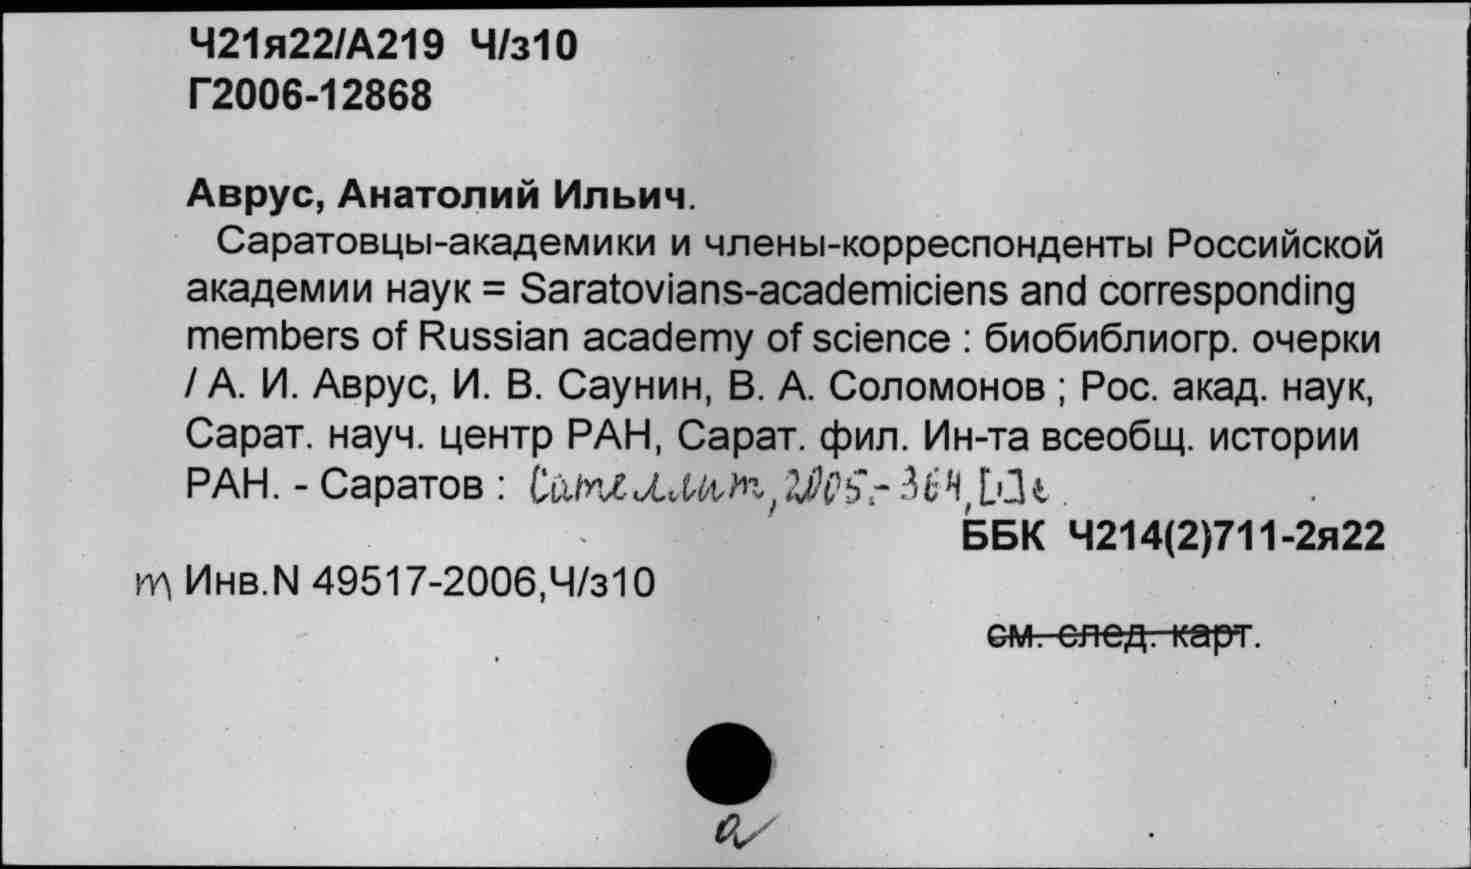 Ч21я22/А219 Ч/з10
Г2006-12868
Аврус, Анатолий Ильич.
Саратовцы-академики и члены-корреспонденты Российской
академии наук = Saratovians-academiciens and corresponding
members of Russian academy of science : биобиблиогр. очерки
/ А. И. Аврус, И. В. Саунин, В. А. Соломонов ; Рос. акад. наук,
Сарат. науч. центр РАН, Сарат. фил. Ин-та всеобщ. истории
РАН. - Саратов : Сателлит, 2005.- 364, [1] с.
ББК Ч214(2)711-2я22
Инв.N 49517-2006,Ч/з10
см. след. карт.